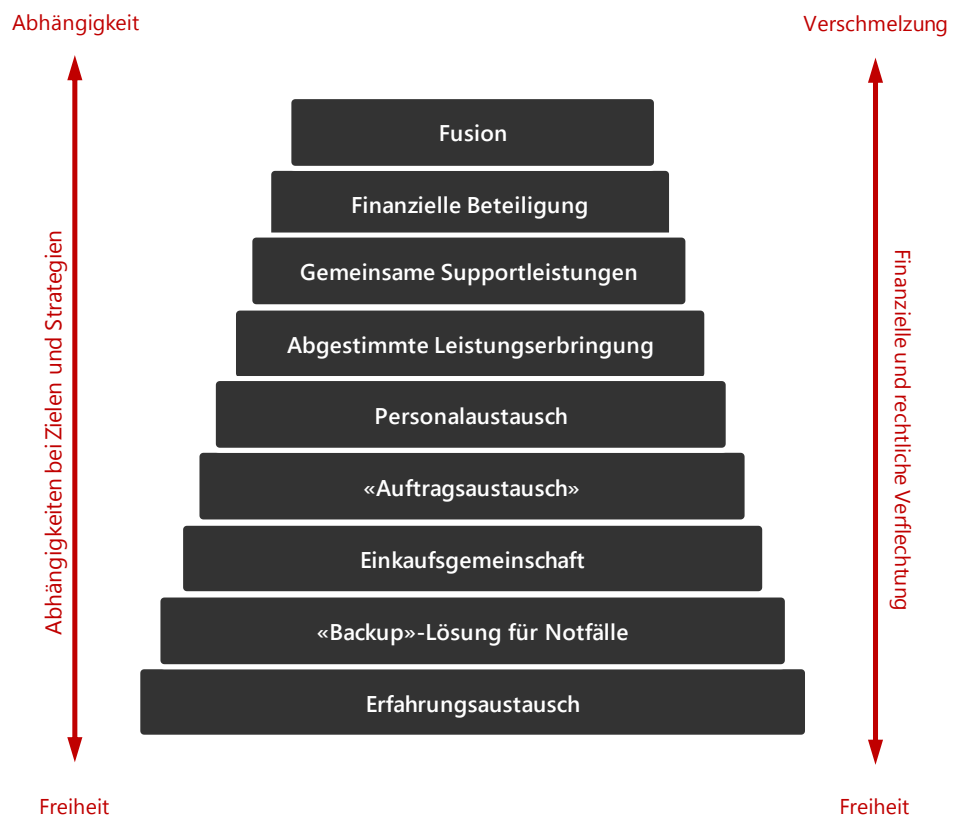 Abhängigkeit
Verschmelzung
Fusion
Finanzielle Beteiligung
Gemeinsame Supportleistungen
Abgestimmte Leistungserbringung
Personalaustausch
«Auftragsaustausch»
Einkaufsgemeinschaft
«Backup»-Lösung für Notfälle
Erfahrungsaustausch
Abhängigkeiten bei Zielen und Strategien
Finanzielle und rechtliche Verflechtung
Freiheit
Freiheit